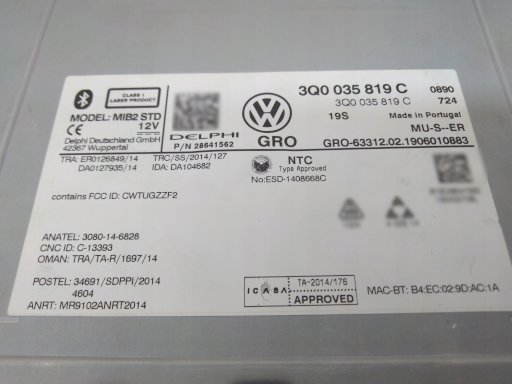 CLASS 1
LASER PRODUCT
MODEL: MIB2 STD
12V
Delphi Deutschland GmbH
42367 Wuppertal
DELPHI
P/N 28641562
GRO
3Q0 035 819 C 0890
3Q0 035 819 C 724
19S Made in Portugal
MU-S--ER
GRO-63312.02.1906010883
TRA: ER0126849/14 TRC/SS/2014/127
DA0127935/14 IDA: DA104682
NTC
Type Approved
No:ESD-1408668C
contains FCC ID: CWTUGZZF2
ANATEL: 3080-14-6828
CNC ID: C-13393
OMAN: TRA/TA-R/1697/14
POSTEL: 34691/SDPPI/2014
4604
ANRT: MR9102ANRT2014
ICASA
TA-2014/176
APPROVED
MAC-BT: B4:EC:02:9D:AC:1A